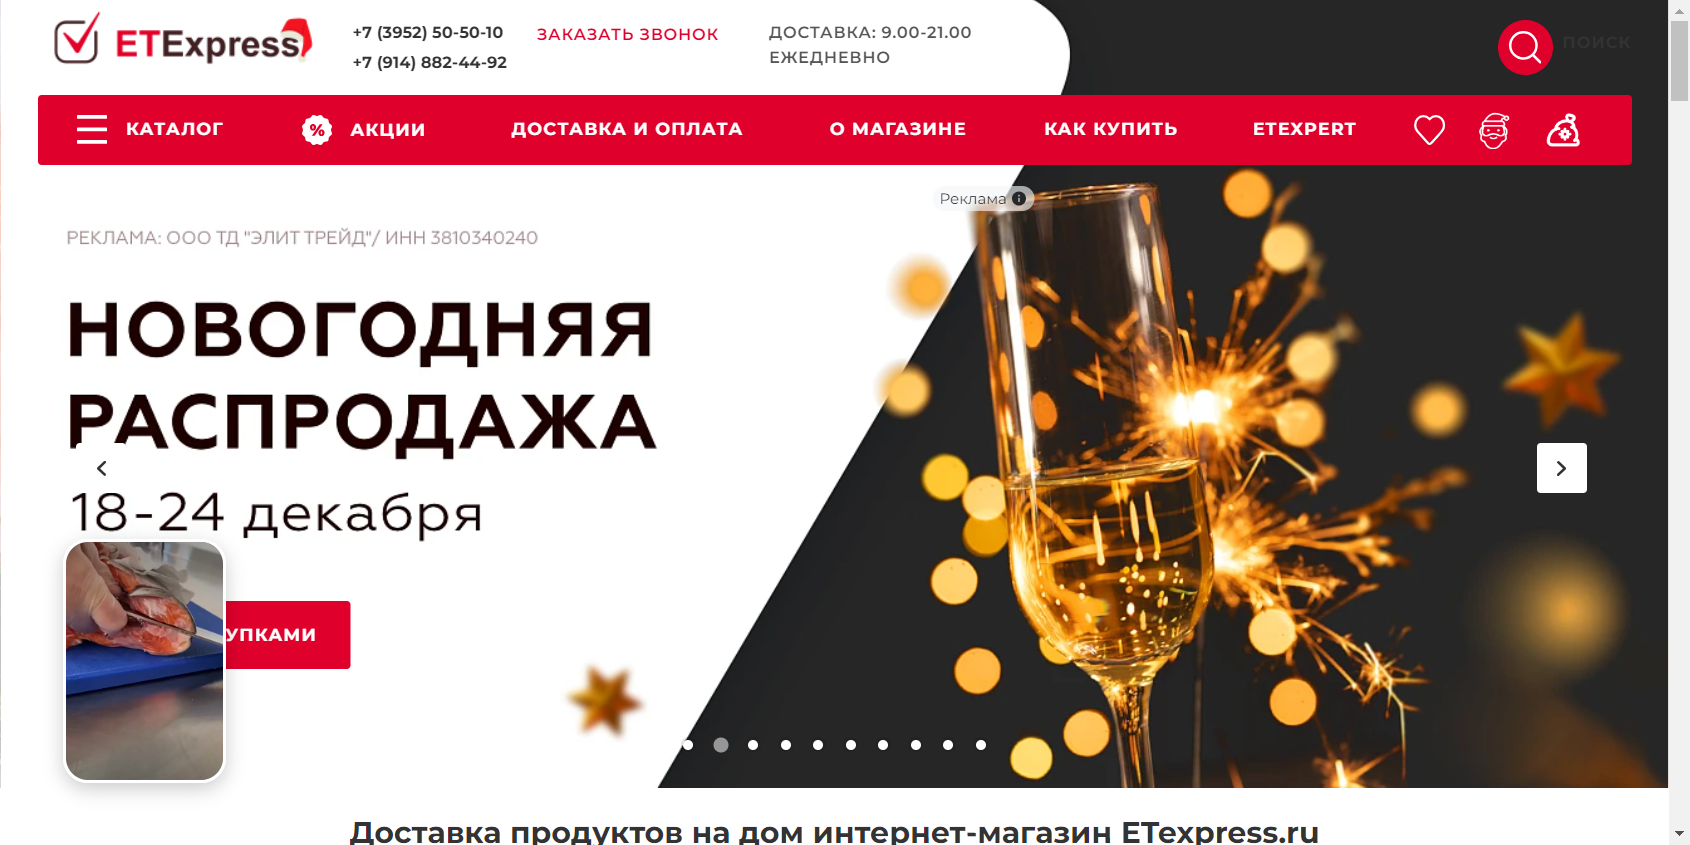 ETExpress
+7 (3952) 50-50-10
+7 (914) 882-44-92
ЗАКАЗАТЬ ЗВОНОК
ДОСТАВКА: 9.00-21.00
ЕЖЕДНЕВНО
ПОИСК
КАТАЛОГ
%
АКЦИИ
ДОСТАВКА И ОПЛАТА
О МАГАЗИНЕ
КАК КУПИТЬ
ETEXPERT
Реклама
РЕКЛАМА: ООО ТД "ЭЛИТ ТРЕЙД"/ ИНН 3810340240
НОВОГОДНЯЯ
РАСПРОДАЖА
18-24 декабря
УПКАМИ
Доставка продуктов на дом интернет-магазин ETexpress.ru